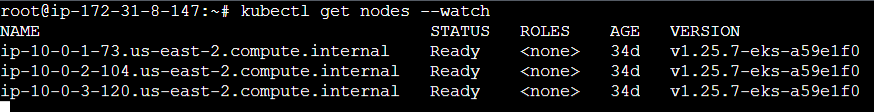 root@ip-172-31-8-147:~# kubectl get nodes --watch
NAME STATUS ROLES AGE VERSION
ip-10-0-1-73.us-east-2.compute.internal Ready <none> 34d v1.25.7-eks-a59e1f0
ip-10-0-2-104.us-east-2.compute.internal Ready <none> 34d v1.25.7-eks-a59e1f0
ip-10-0-3-120.us-east-2.compute.internal Ready <none> 34d v1.25.7-eks-a59e1f0